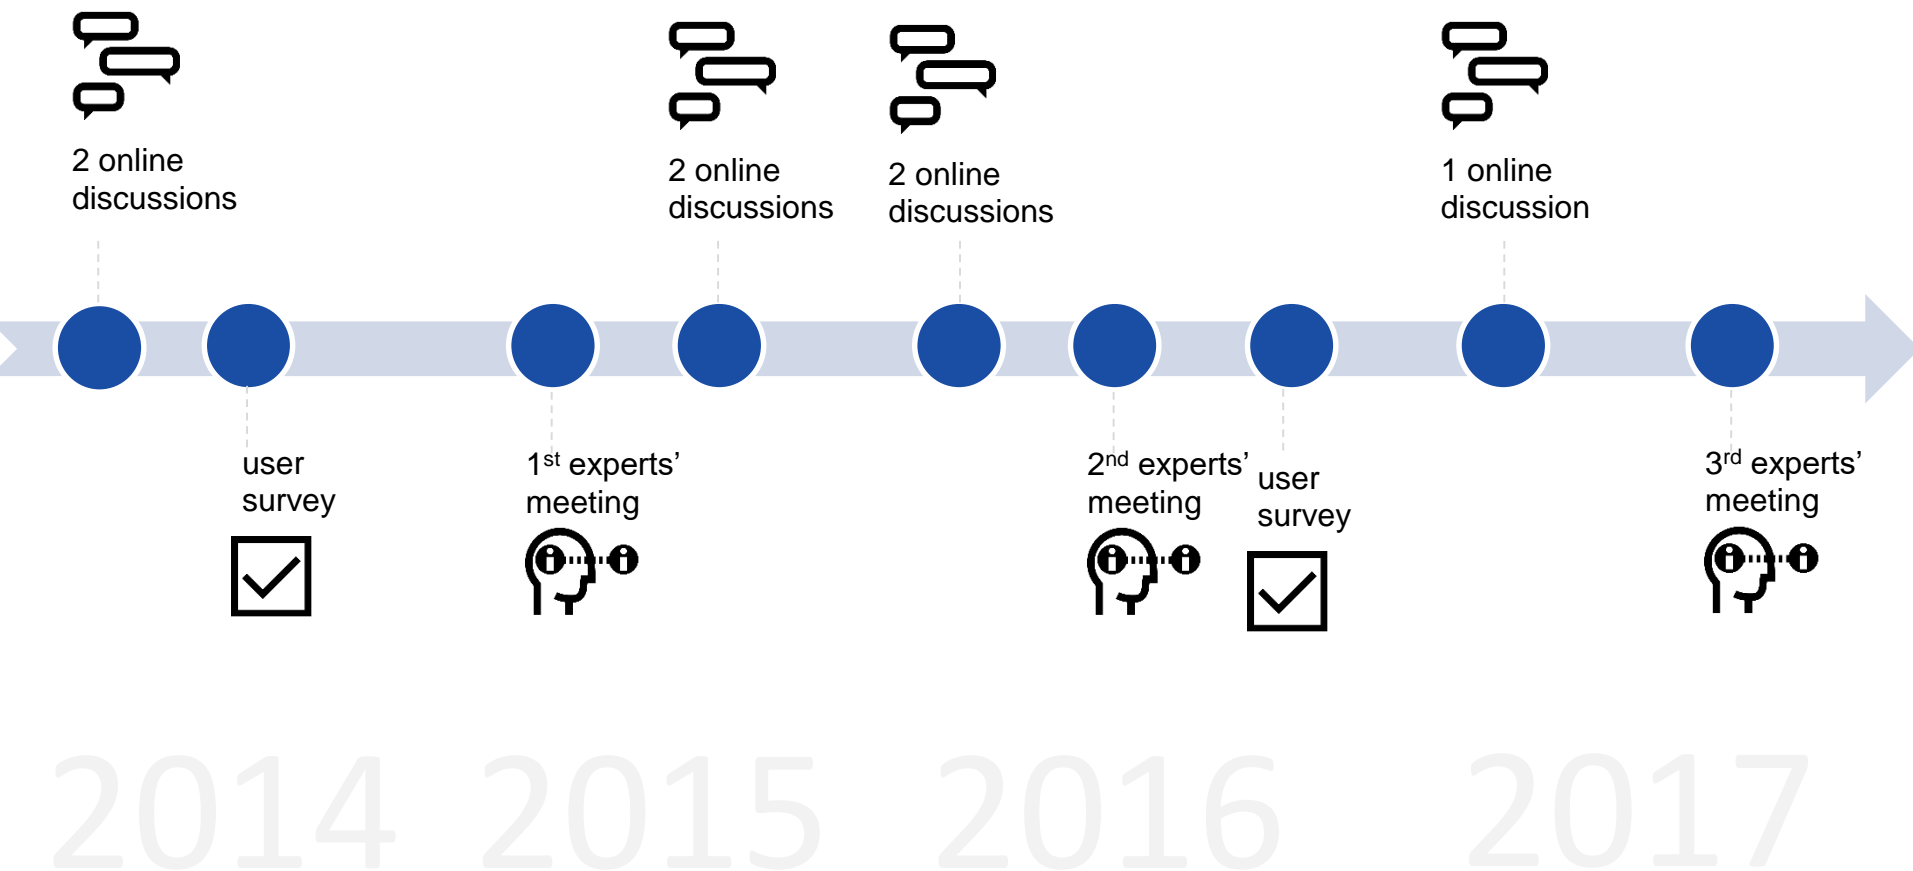 2 online
discussions
2 online
discussions
2 online
discussions
1 online
discussion
user
survey
1st experts’
meeting
2nd experts’
meeting
user
survey
3rd experts’
meeting
2014
2015
2016
2017